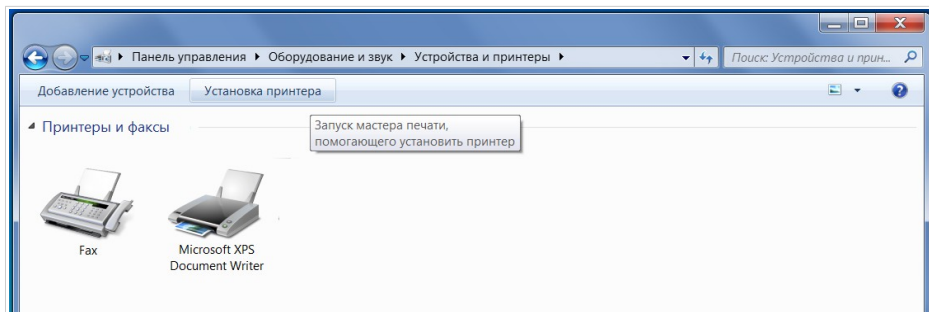 Панель управления Оборудование и звук Устройства и принтеры
Поиск: Устройства и прин...
Добавление устройства Установка принтера
Запуск мастера печати,
помогающего установить принтер
Принтеры и факсы
Fax
Microsoft XPS
Document Writer